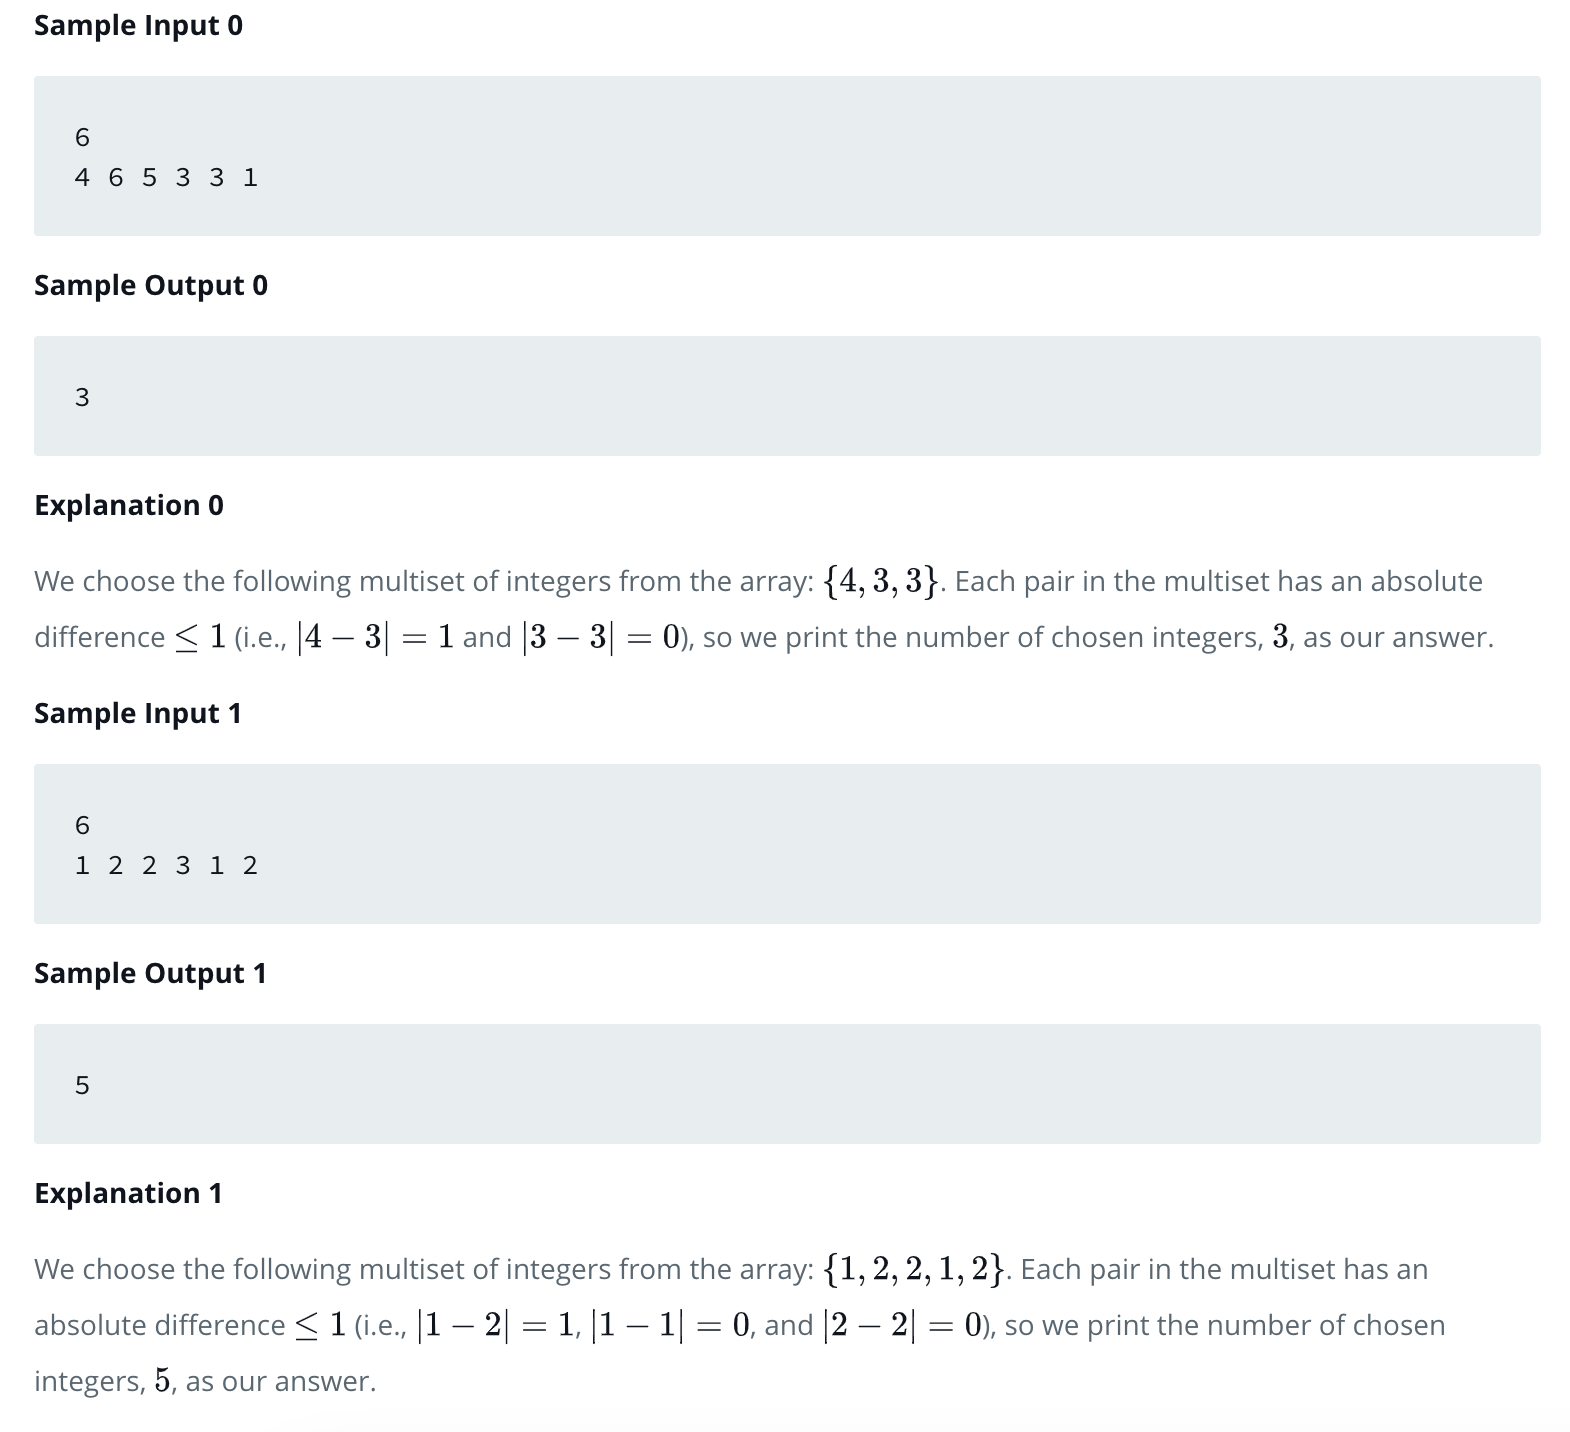 Sample Input 0
6
4 6 5 3 3 1
Sample Output 0
3
Explanation 0
We choose the following multiset of integers from the array: {4, 3, 3}. Each pair in the multiset has an absolute
difference ≤ 1 (i.e., |4 − 3| = 1 and |3 − 3| = 0), so we print the number of chosen integers, 3, as our answer.
Sample Input 1
6
1 2 2 3 1 2
Sample Output 1
5
Explanation 1
We choose the following multiset of integers from the array: {1, 2, 2, 1, 2}. Each pair in the multiset has an
absolute difference ≤ 1 (i.e., |1 − 2| = 1, |1 − 1| = 0, and |2 − 2| = 0), so we print the number of chosen
integers, 5, as our answer.